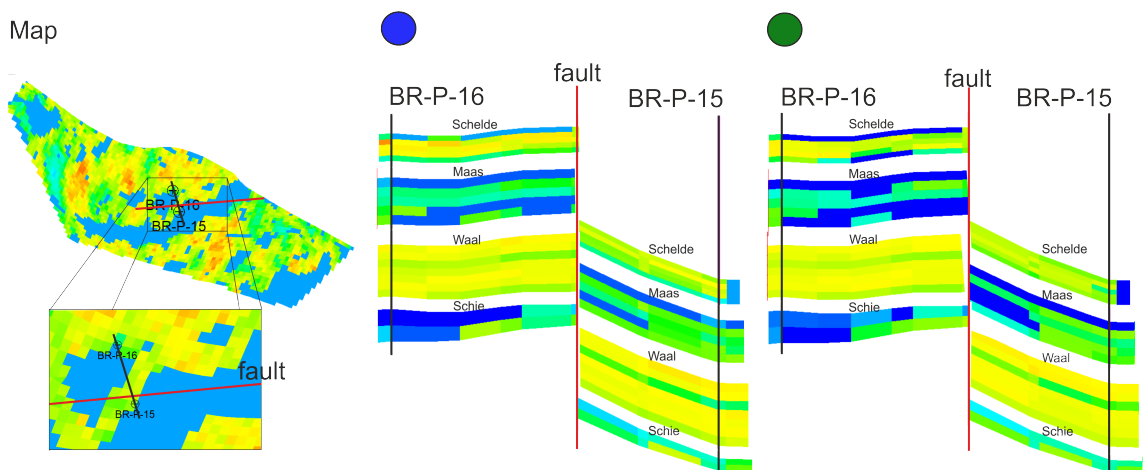 Map
BR-P-16
BR-P-15
BR-P-16
BR-P-15
fault
fault
BR-P-16
BR-P-15
Schelde
Maas
Waal
Schie
Schelde
Maas
Waal
Schie
fault
BR-P-16
BR-P-15
Schelde
Maas
Waal
Schie
Schelde
Maas
Waal
Schie